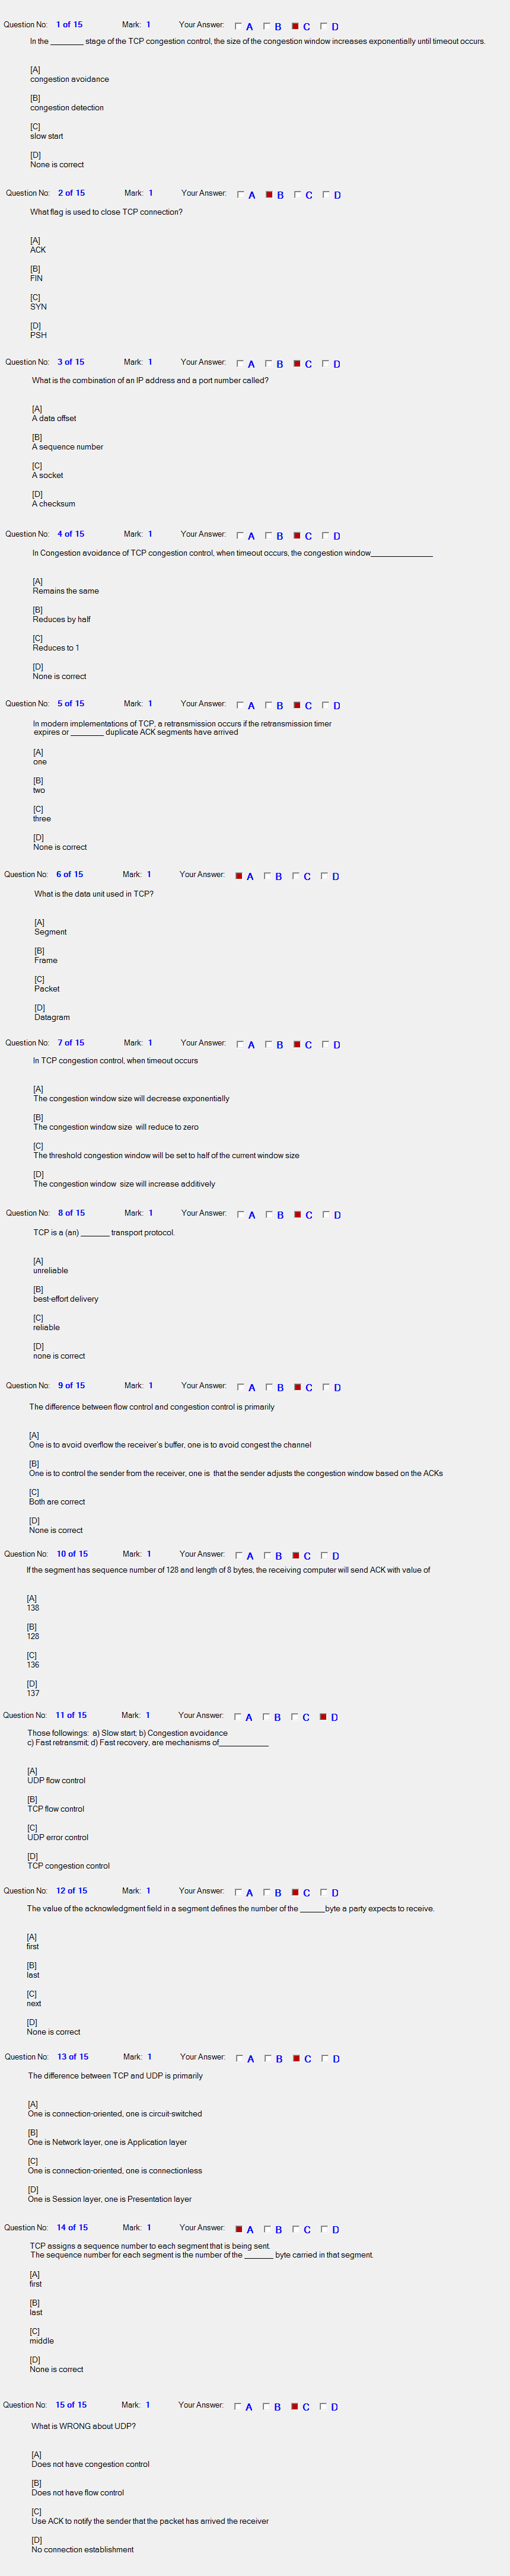 Question No: 1 of 15 Mark: 1 Your Answer: A B C D
In the ________ stage of the TCP congestion control, the size of the congestion window increases exponentially until timeout occurs.
[A]
congestion avoidance
[B]
congestion detection
[C]
slow start
[D]
None is correct
Question No: 2 of 15 Mark: 1 Your Answer: A B C D
What flag is used to close TCP connection?
[A]
ACK
[B]
FIN
[C]
SYN
[D]
PSH
Question No: 3 of 15 Mark: 1 Your Answer: A B C D
What is the combination of an IP address and a port number called?
[A]
A data offset
[B]
A sequence number
[C]
A socket
[D]
A checksum
Question No: 4 of 15 Mark: 1 Your Answer: A B C D
In Congestion avoidance of TCP congestion control, when timeout occurs, the congestion window_______________
[A]
Remains the same
[B]
Reduces by half
[C]
Reduces to 1
[D]
None is correct
Question No: 5 of 15 Mark: 1 Your Answer: A B C D
In modern implementations of TCP, a retransmission occurs if the retransmission timer
expires or ________ duplicate ACK segments have arrived
[A]
one
[B]
two
[C]
three
[D]
None is correct
Question No: 6 of 15 Mark: 1 Your Answer: A B C D
What is the data unit used in TCP?
[A]
Segment
[B]
Frame
[C]
Packet
[D]
Datagram
Question No: 7 of 15 Mark: 1 Your Answer: A B C D
In TCP congestion control, when timeout occurs
[A]
The congestion window size will decrease exponentially
[B]
The congestion window size will reduce to zero
[C]
The threshold congestion window will be set to half of the current window size
[D]
The congestion window size will increase additively
Question No: 8 of 15 Mark: 1 Your Answer: A B C D
TCP is a (an) _______ transport protocol.
[A]
unreliable
[B]
best-effort delivery
[C]
reliable
[D]
none is correct
Question No: 9 of 15 Mark: 1 Your Answer: A B C D
The difference between flow control and congestion control is primarily
[A]
One is to avoid overflow the receiver's buffer, one is to avoid congest the channel
[B]
One is to control the sender from the receiver, one is that the sender adjusts the congestion window based on the ACKs
[C]
Both are correct
[D]
None is correct
Question No: 10 of 15 Mark: 1 Your Answer: A B C D
If the segment has sequence number of 128 and length of 8 bytes, the receiving computer will send ACK with value of
[A]
138
[B]
128
[C]
136
[D]
137
Question No: 11 of 15 Mark: 1 Your Answer: A B C D
Those followings: a) Slow start; b) Congestion avoidance
c) Fast retransmit; d) Fast recovery, are mechanisms of____________
[A]
UDP flow control
[B]
TCP flow control
[C]
UDP error control
[D]
TCP congestion control
Question No: 12 of 15 Mark: 1 Your Answer: A B C D
The value of the acknowledgment field in a segment defines the number of the ______byte a party expects to receive.
[A]
first
[B]
last
[C]
next
[D]
None is correct
Question No: 13 of 15 Mark: 1 Your Answer: A B C D
The difference between TCP and UDP is primarily
[A]
One is connection-oriented, one is circuit-switched
[B]
One is Network layer, one is Application layer
[C]
One is connection-oriented, one is connectionless
[D]
One is Session layer, one is Presentation layer
Question No: 14 of 15 Mark: 1 Your Answer: A B C D
TCP assigns a sequence number to each segment that is being sent.
The sequence number for each segment is the number of the _______ byte carried in that segment.
[A]
first
[B]
last
[C]
middle
[D]
None is correct
Question No: 15 of 15 Mark: 1 Your Answer: A B C D
What is WRONG about UDP?
[A]
Does not have congestion control
[B]
Does not have flow control
[C]
Use ACK to notify the sender that the packet has arrived the receiver
[D]
No connection establishment